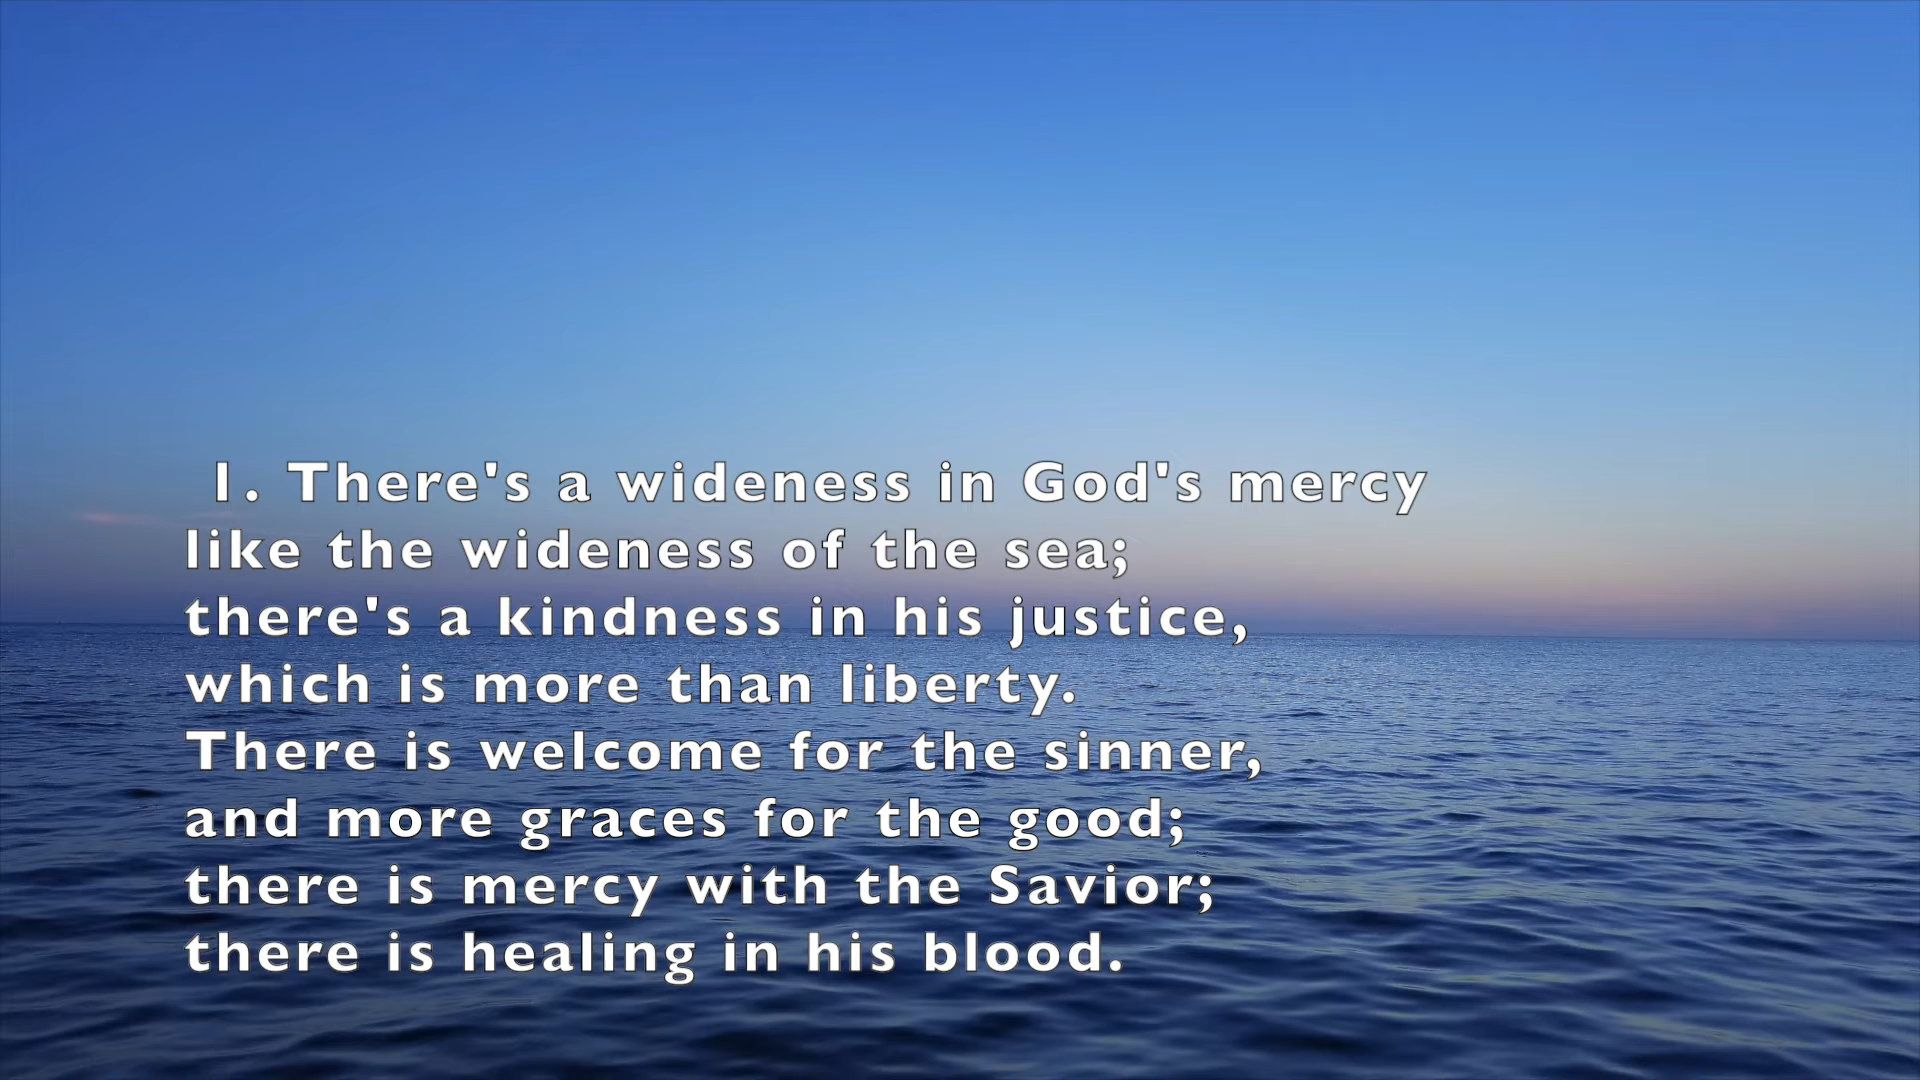 1. There's a wideness in God's mercy
like the wideness of the sea;
there's a kindness in his justice,
which is more than liberty.
There is welcome for the sinner,
and more graces for the good;
there is mercy with the Savior;
there is healing in his blood.